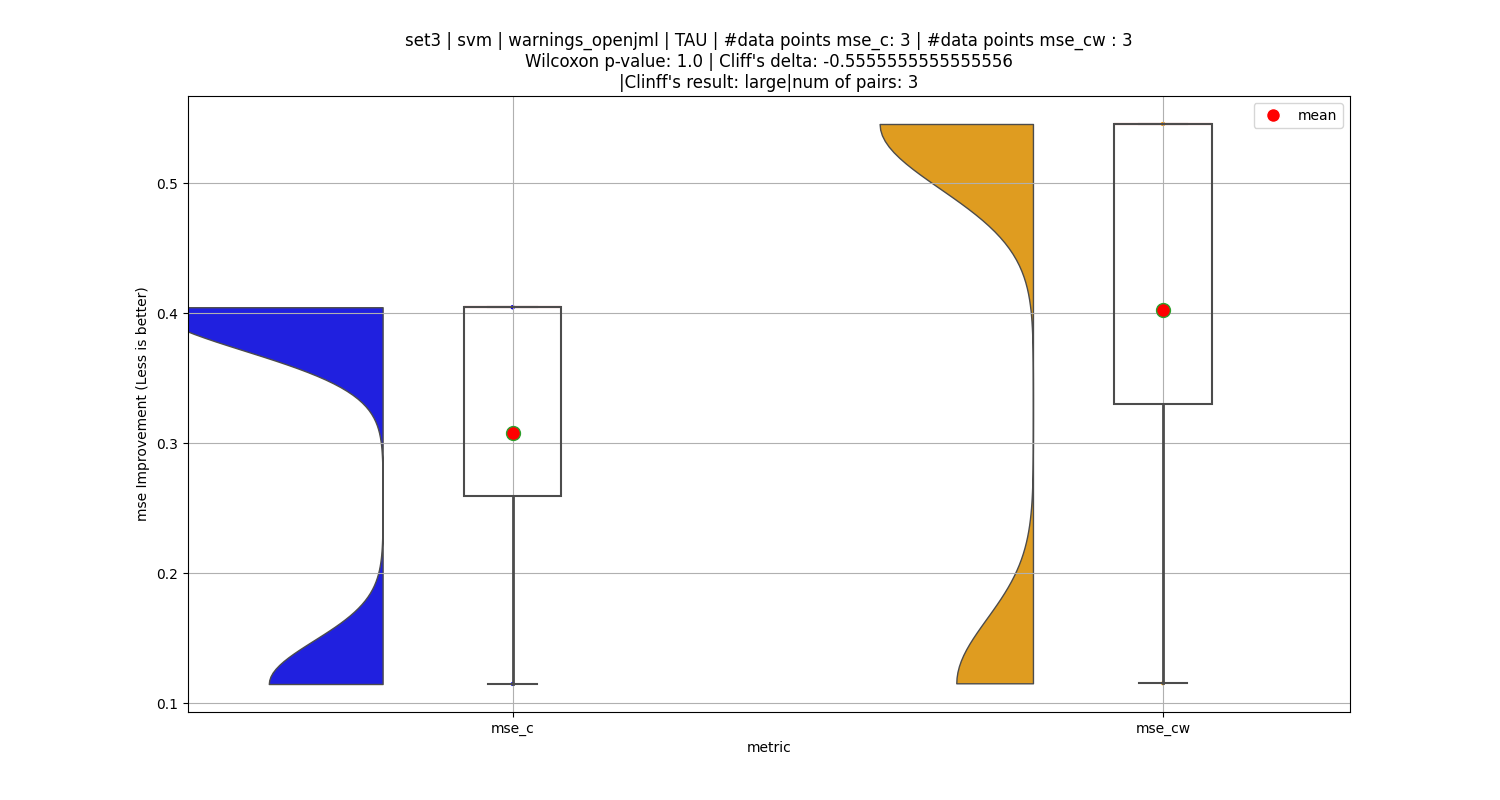 set3 | svm | warnings_openjml | TAU | #data points mse_c: 3 | #data points mse_cw : 3
Wilcoxon p-value: 1.0 | Cliff's delta: -0.5555555555555556
|Clinff's result: large|num of pairs: 3
mean
mse Improvement (Less is better)
0.5
0.4
0.3
0.2
0.1
mse_c
mse_cw
metric